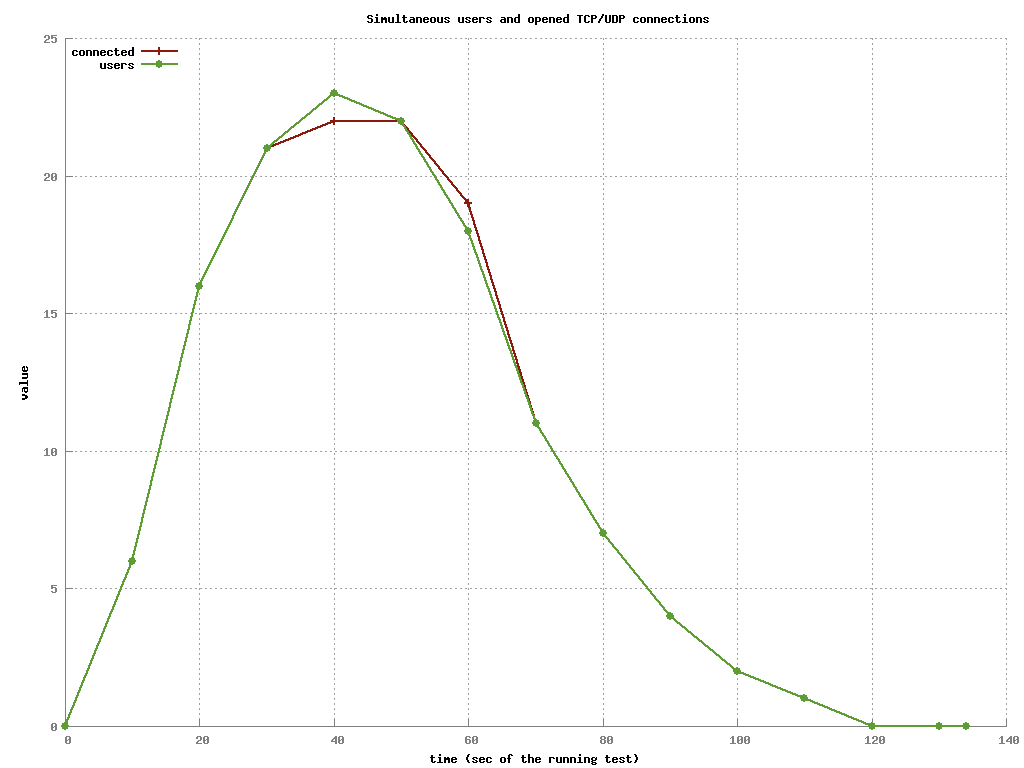 Simultaneous users and opened TCP/UDP connections
connected
users
25
20
15
10
5
0
value
0 20 40 60 80 100 120 140
time (sec of the running test)